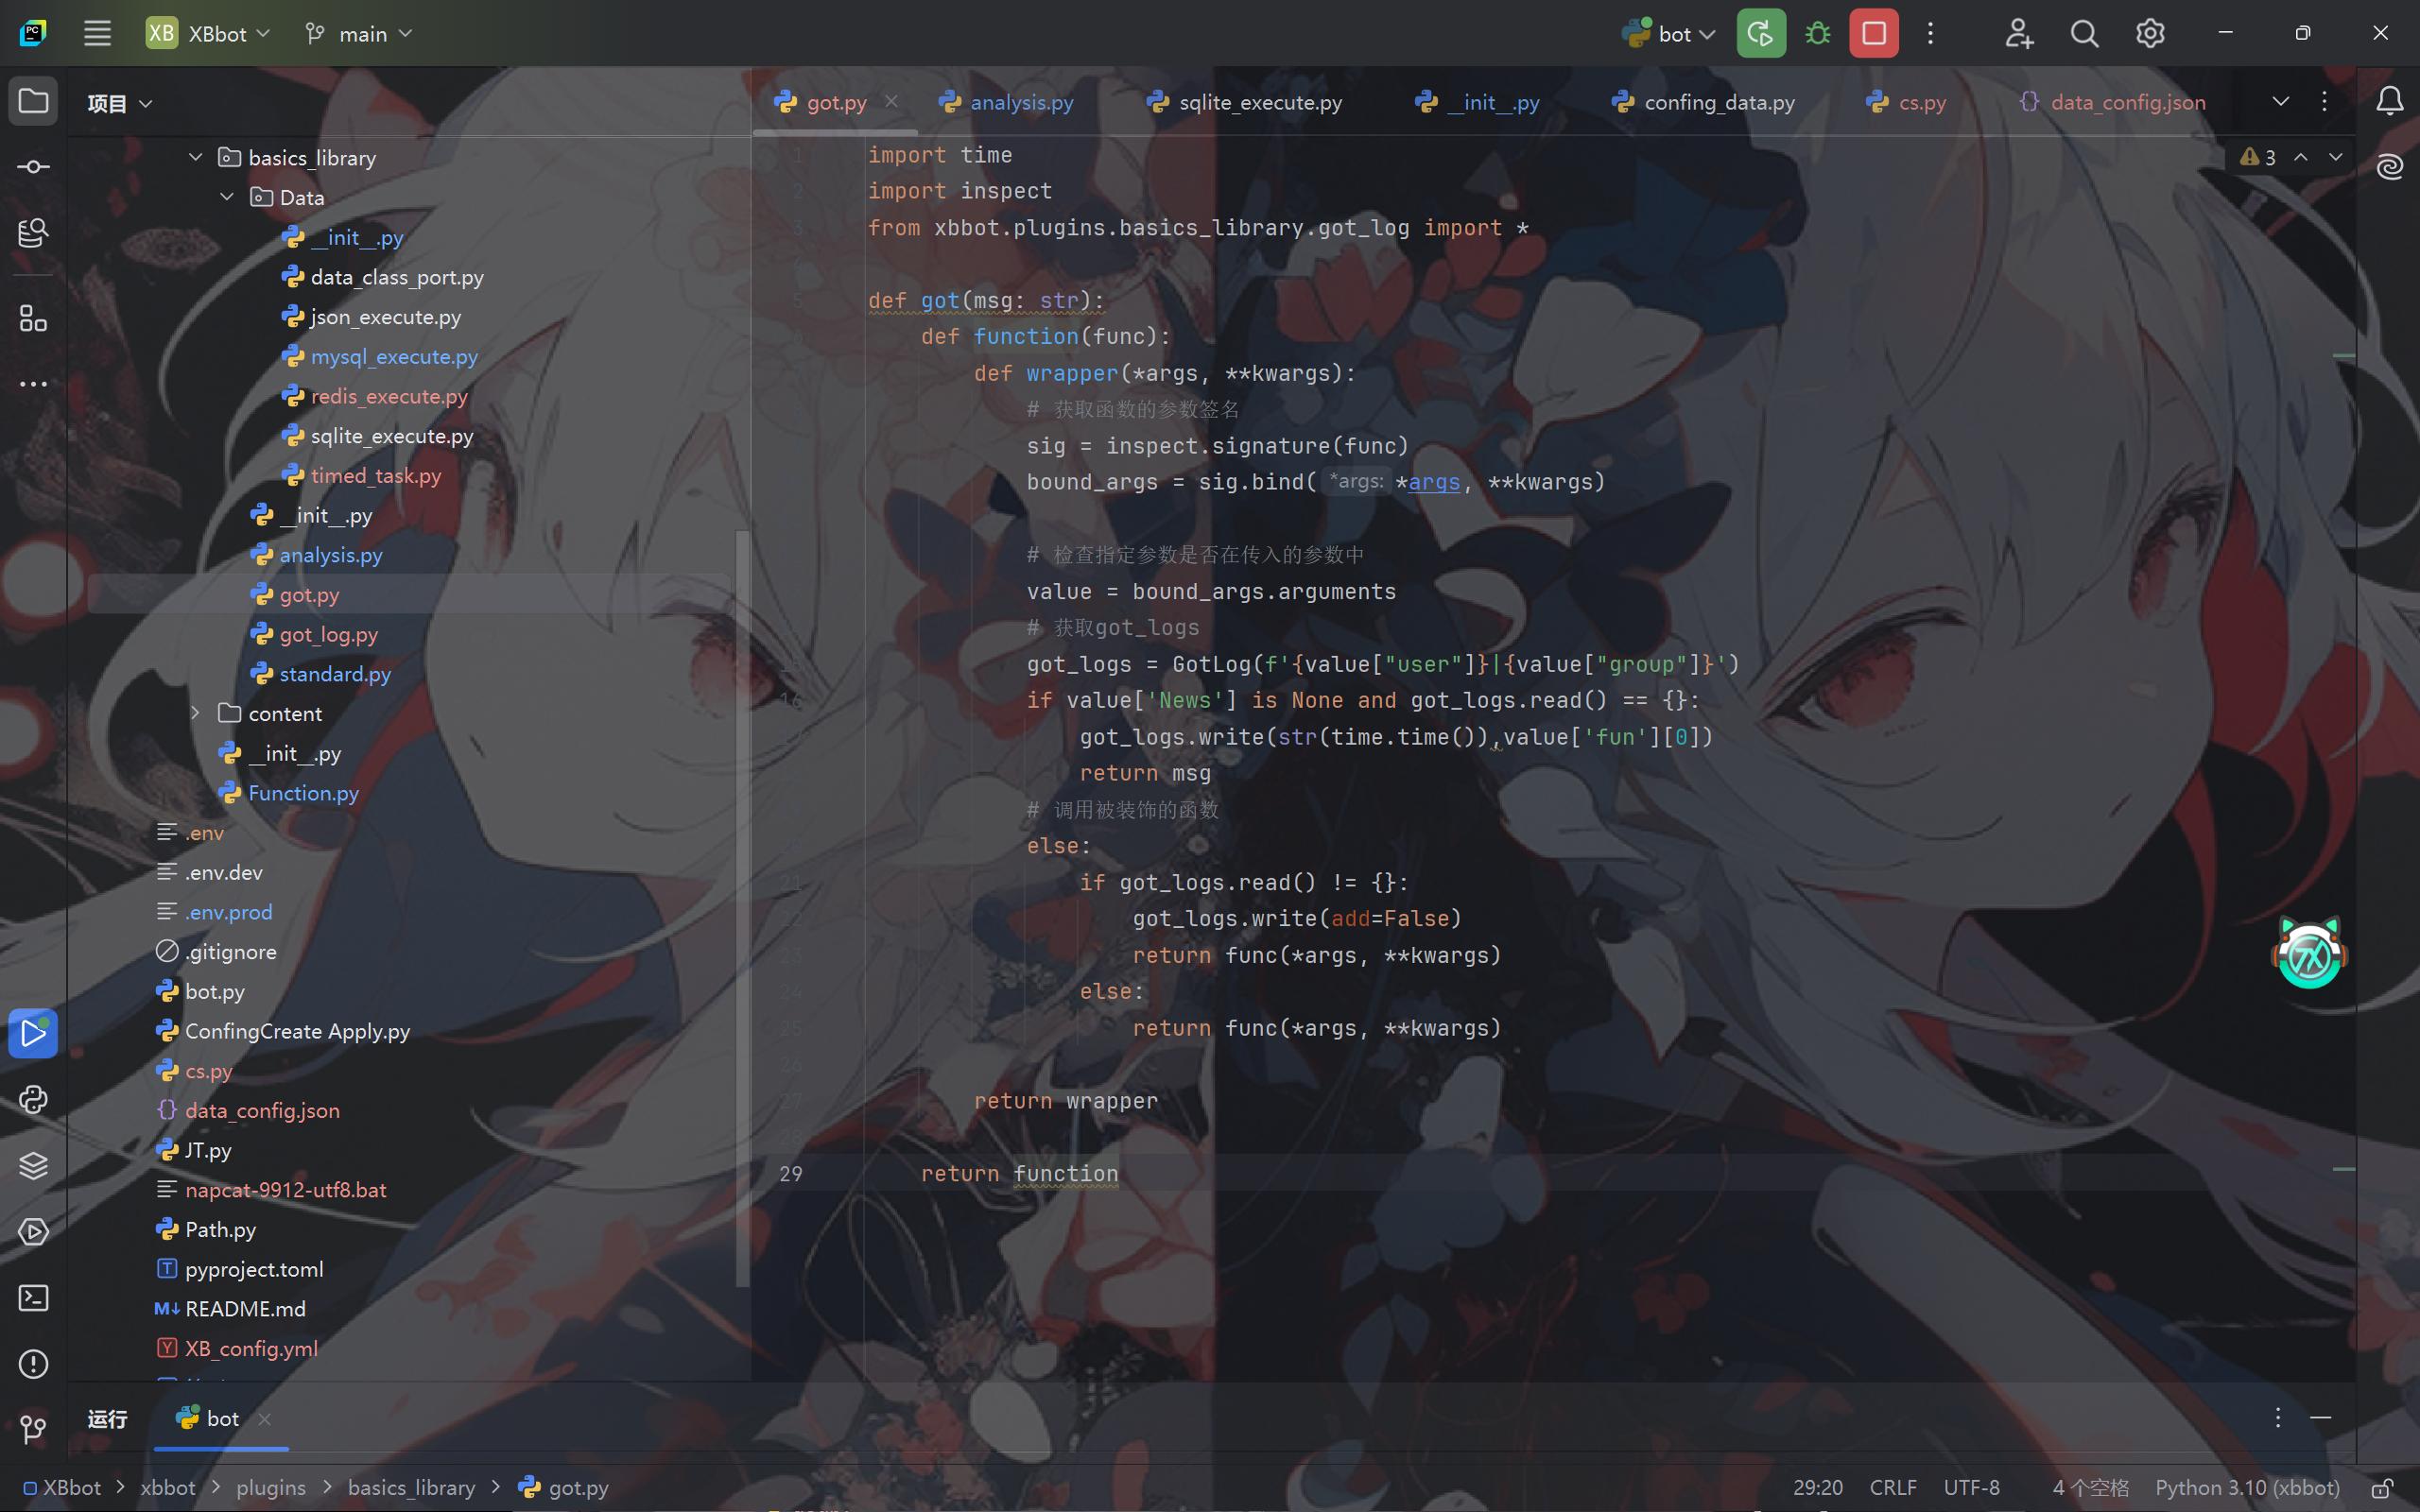 PC
XB XBbot main bot
项目
basics_library
Data
__init__.py
data_class_port.py
json_execute.py
mysql_execute.py
redis_execute.py
sqlite_execute.py
timed_task.py
__init__.py
analysis.py
got.py
got_log.py
standard.py
content
__init__.py
Function.py
.env
.env.dev
.env.prod
.gitignore
bot.py
ConfingCreate Apply.py
cs.py
data_config.json
JT.py
napcat-9912-utf8.bat
Path.py
pyproject.toml
README.md
XB_config.yml
got.py analysis.py sqlite_execute.py __init__.py confing_data.py cs.py data_config.json
3
import time
import inspect
from xbbot.plugins.basics_library.got_log import *
def got(msg: str):
def function(func):
def wrapper(*args, **kwargs):
# 获取函数的参数签名
sig = inspect.signature(func)
bound_args = sig.bind( *args: *args, **kwargs)
# 检查指定参数是否在传入的参数中
value = bound_args.arguments
# 获取got_logs
got_logs = GotLog(f'{value["user"]}|{value["group"]}')
if value['News'] is None and got_logs.read() == {}:
got_logs.write(str(time.time()),value['fun'][0])
return msg
# 调用被装饰的函数
else:
if got_logs.read() != {}:
got_logs.write(add=False)
return func(*args, **kwargs)
else:
return func(*args, **kwargs)
return wrapper
29 return function
运行 bot
XBbot > xbbot > plugins > basics_library > got.py
29:20 CRLF UTF-8 4 个空格 Python 3.10 (xbbot)